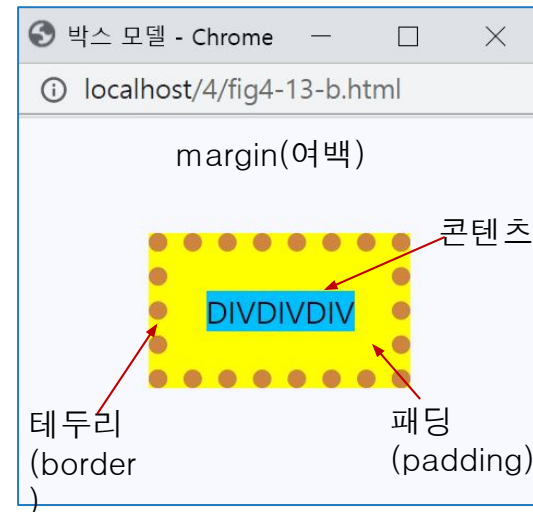 박스 모델 - Chrome
localhost/4/fig4-13-b.html
margin(여백)
콘텐츠
DIVDIVDIV
테두리
(border
)
패딩
(padding)